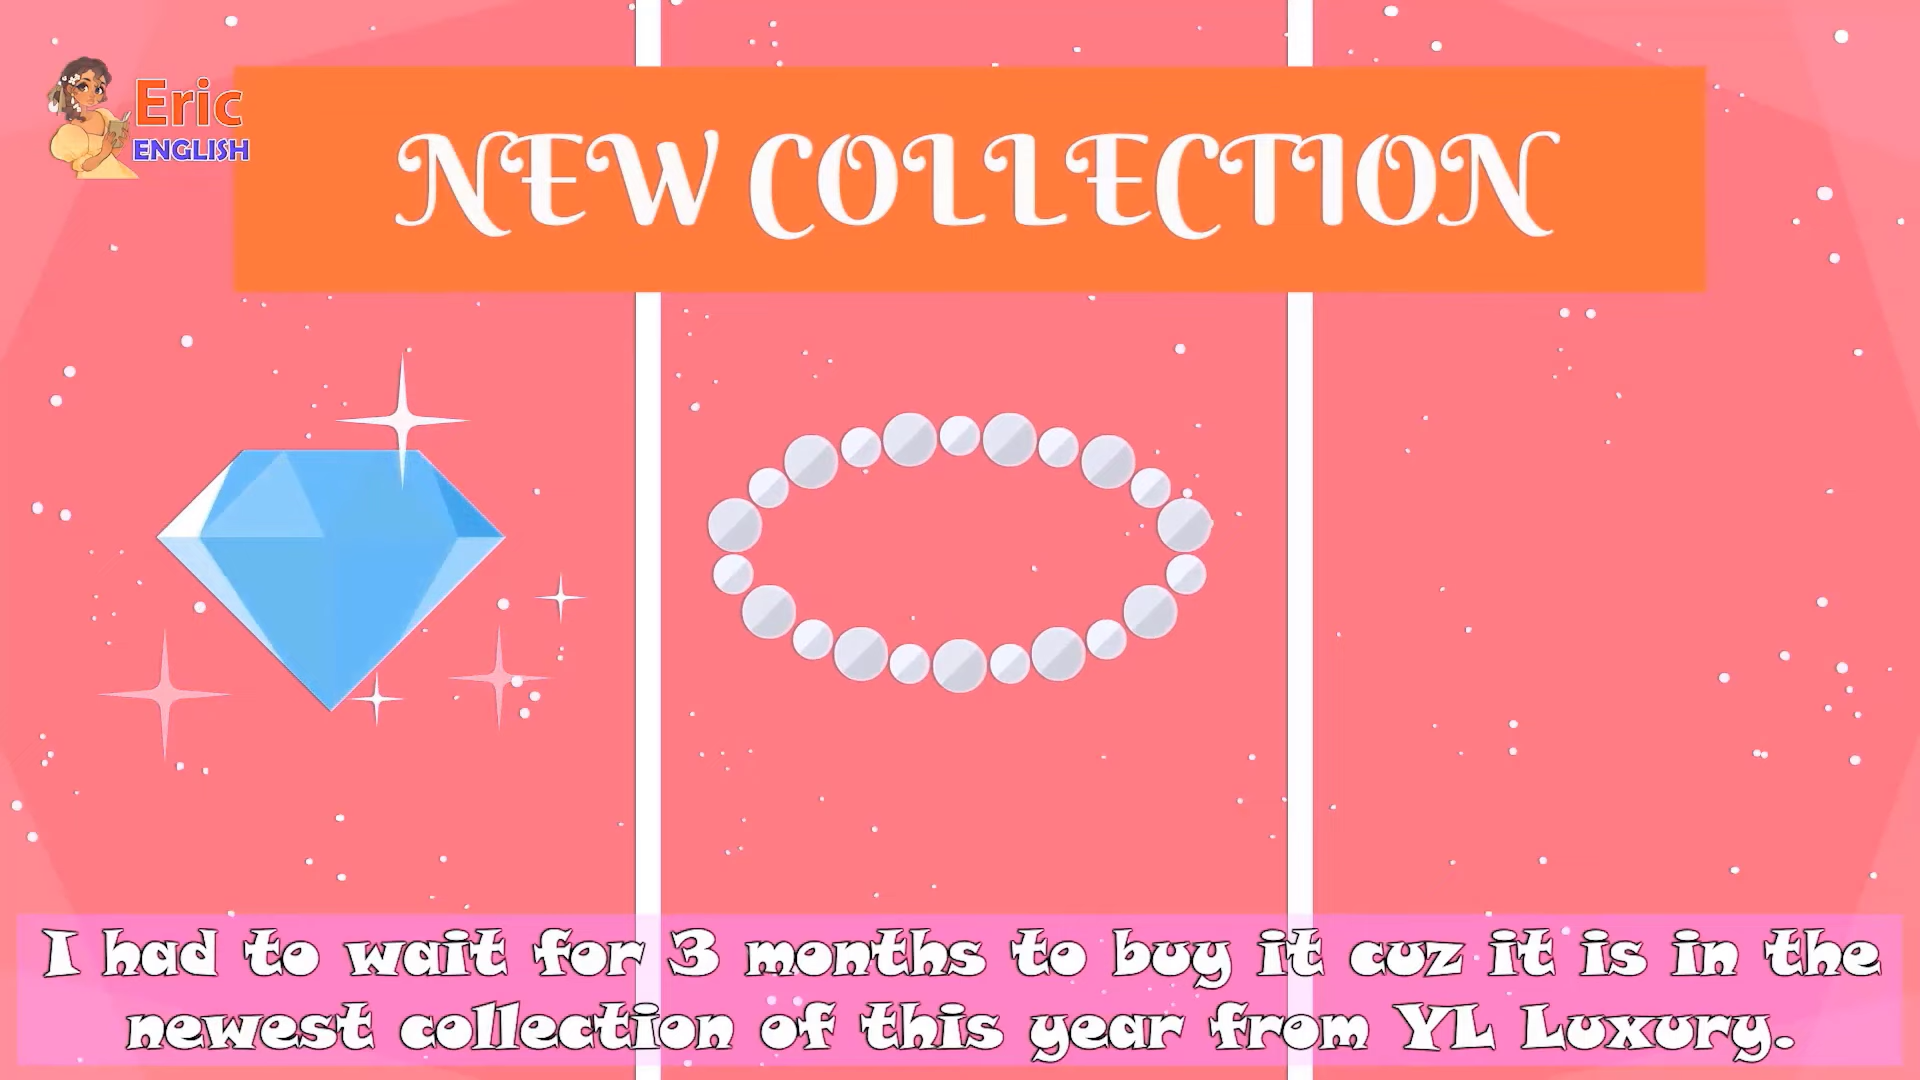 Eric
ENGLISH
NEW COLLECTION
I had to wait for 3 months to buy it cuz it is in the
newest collection of this year from YL Luxury.